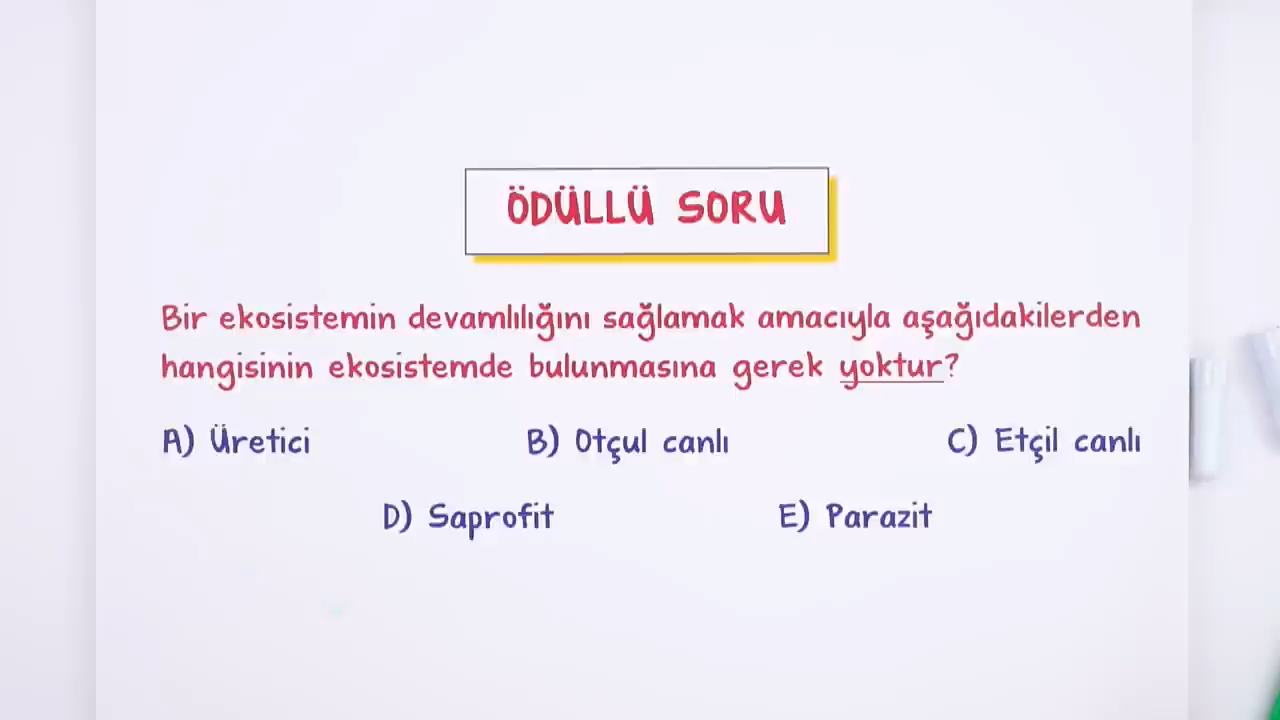 ÖDÜLLÜ SORU
Bir ekosistemin devamlılığını sağlamak amacıyla aşağıdakilerden
hangisinin ekosistemde bulunmasına gerek yoktur?
A) Üretici B) Otçul canlı C) Etçil canlı
D) Saprofit E) Parazit